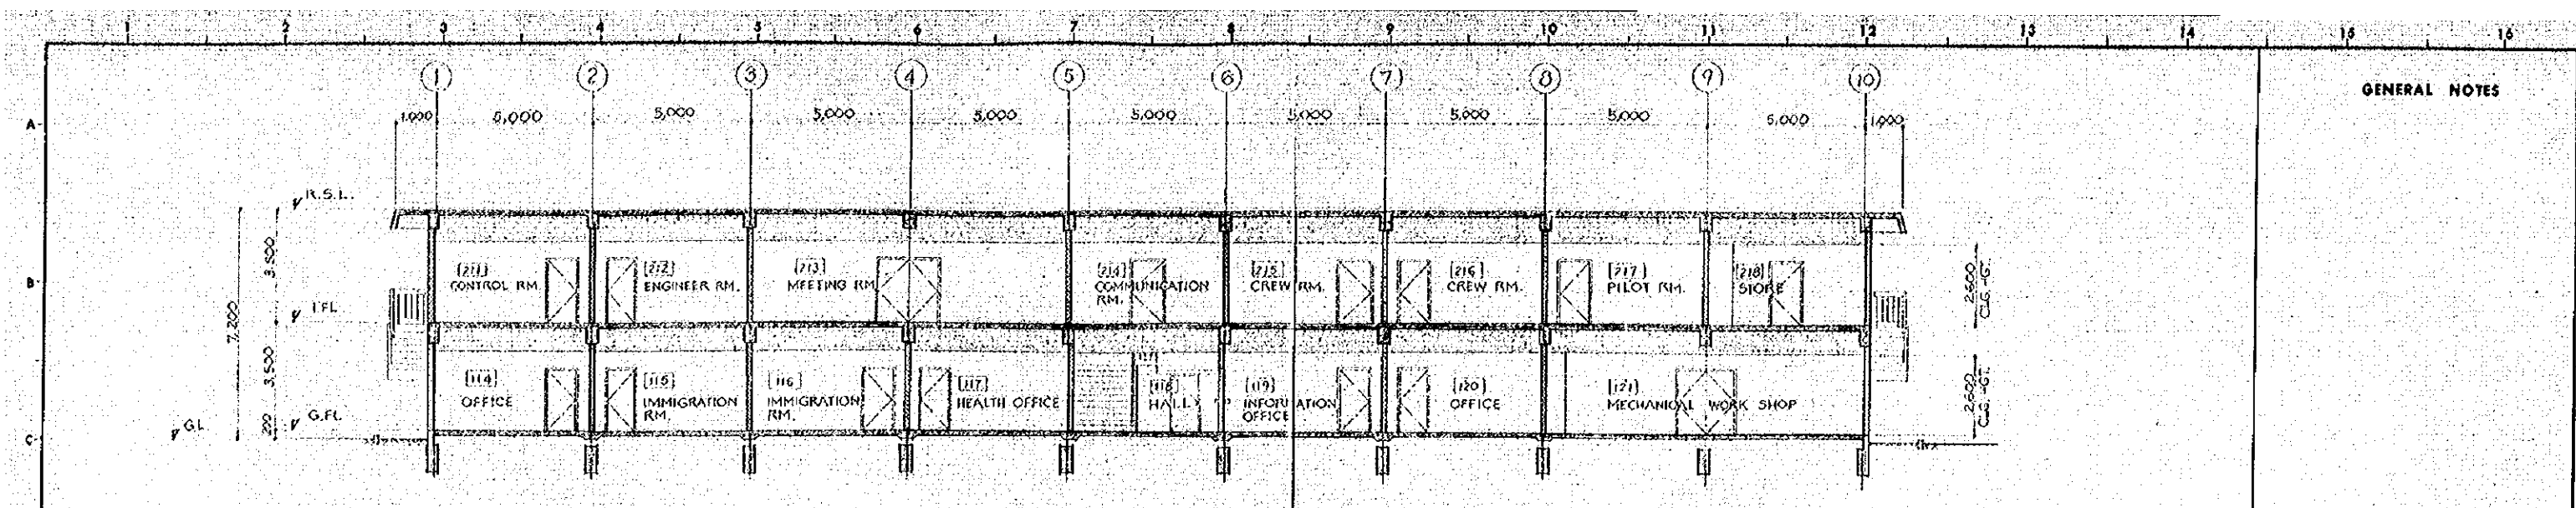 1 2 3 4 5 6 7 8 9 10 11 12 13 14 15 16
1 2 3 4 5 6 7 8 9 10
GENERAL NOTES
A
1,000 5,000 5,000 5,000 5,000 5,000 5,000 5,000 5,000 5,000 1,000
R.S.L.
B
7,200
3,500
1.FL
[211]
CONTROL RM.
[212]
ENGINEER RM.
[213]
MEETING RM
[214]
COMMUNICATION
RM.
[215]
CREW RM.
[216]
CREW RM.
[217]
PILOT RM.
[218]
STORE
2,600
CLG.-HG.
3,500
[114]
OFFICE
[115]
IMMIGRATION
RM.
[116]
IMMIGRATION
RM.
[117]
HEALTH OFFICE
[118]
HALL
[119]
OFFICE
[120]
OFFICE
[121]
MECHANICAL WORK SHOP
2,600
C
G.L
200
G.FL